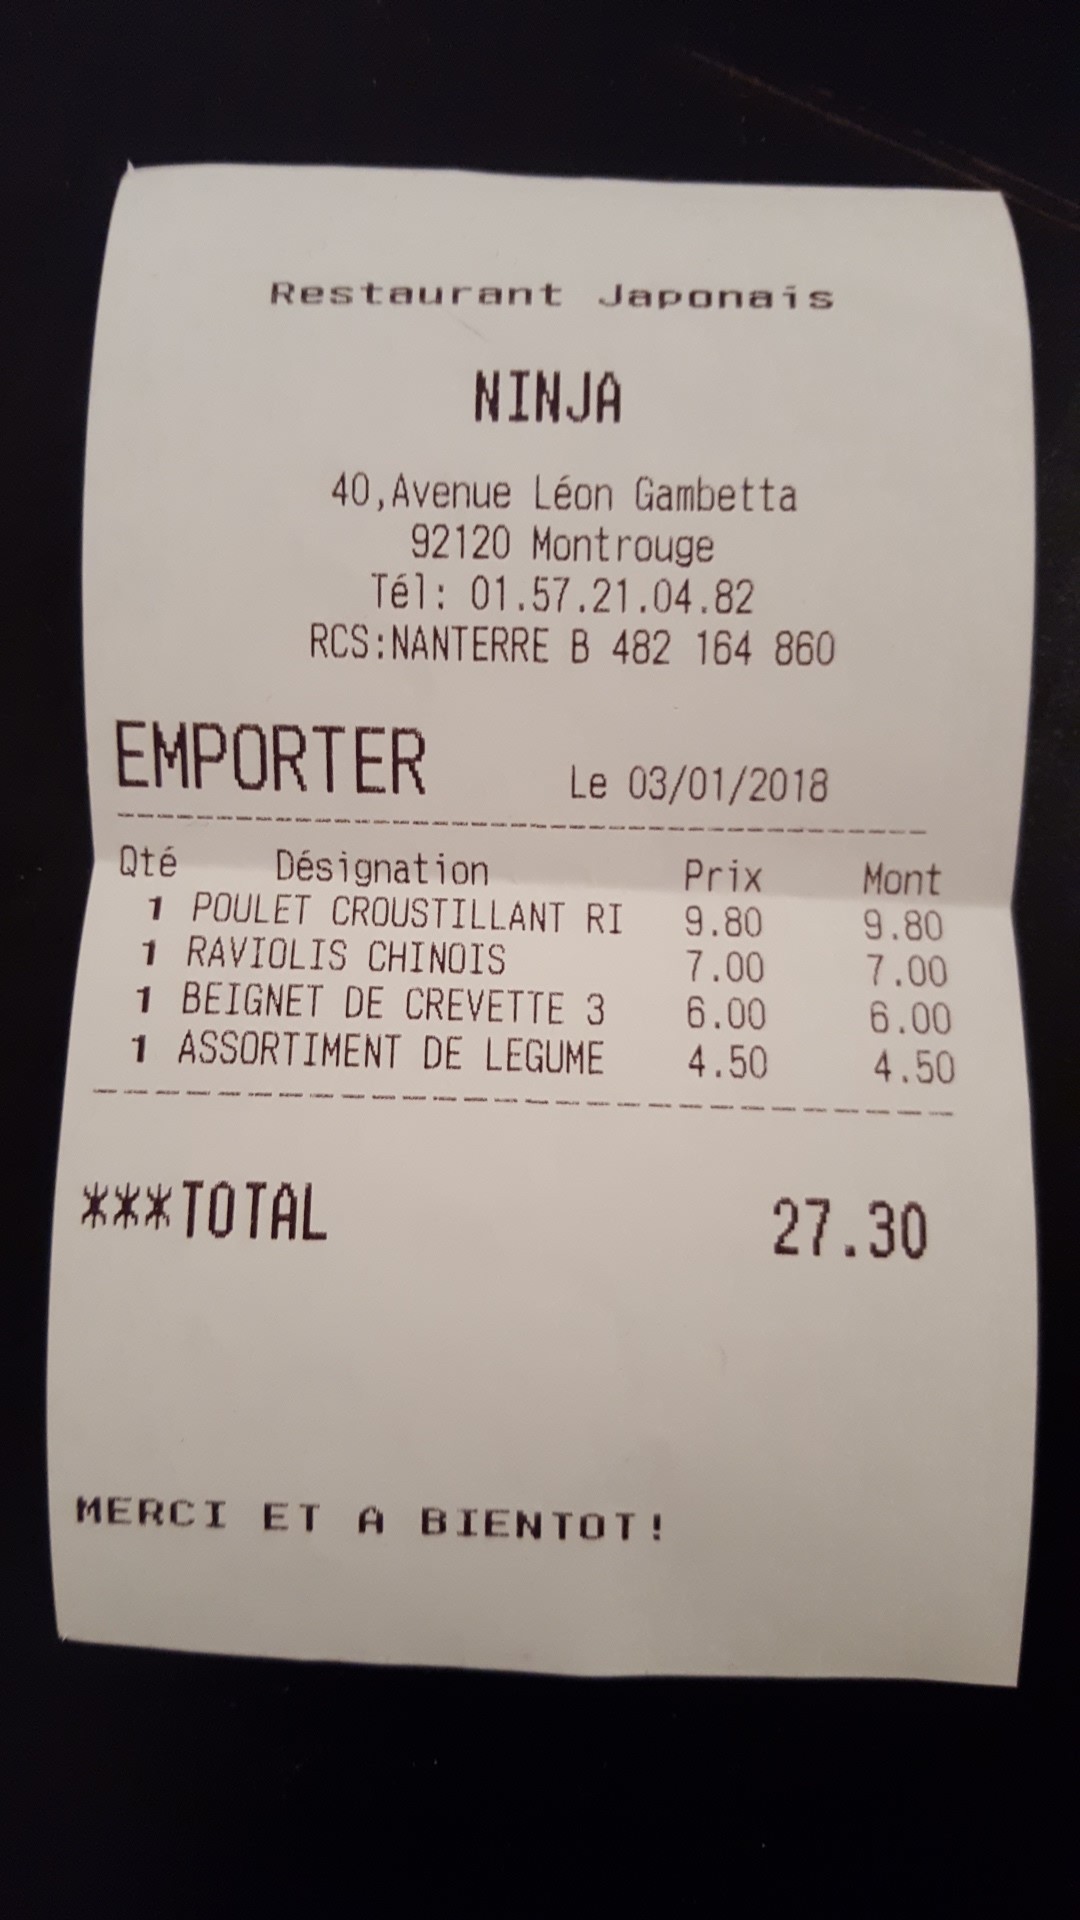 Restaurant Japonais
NINJA
40,Avenue Léon Gambetta
92120 Montrouge
Tél: 01.57.21.04.82
RCS:NANTERRE B 482 164 860
EMPORTER Le 03/01/2018
Qté Désignation Prix Mont
1 POULET CROUSTILLANT RI 9.80 9.80
1 RAVIOLIS CHINOIS 7.00 7.00
1 BEIGNET DE CREVETTE 3 6.00 6.00
1 ASSORTIMENT DE LEGUME 4.50 4.50
***TOTAL 27.30
MERCI ET A BIENTOT!